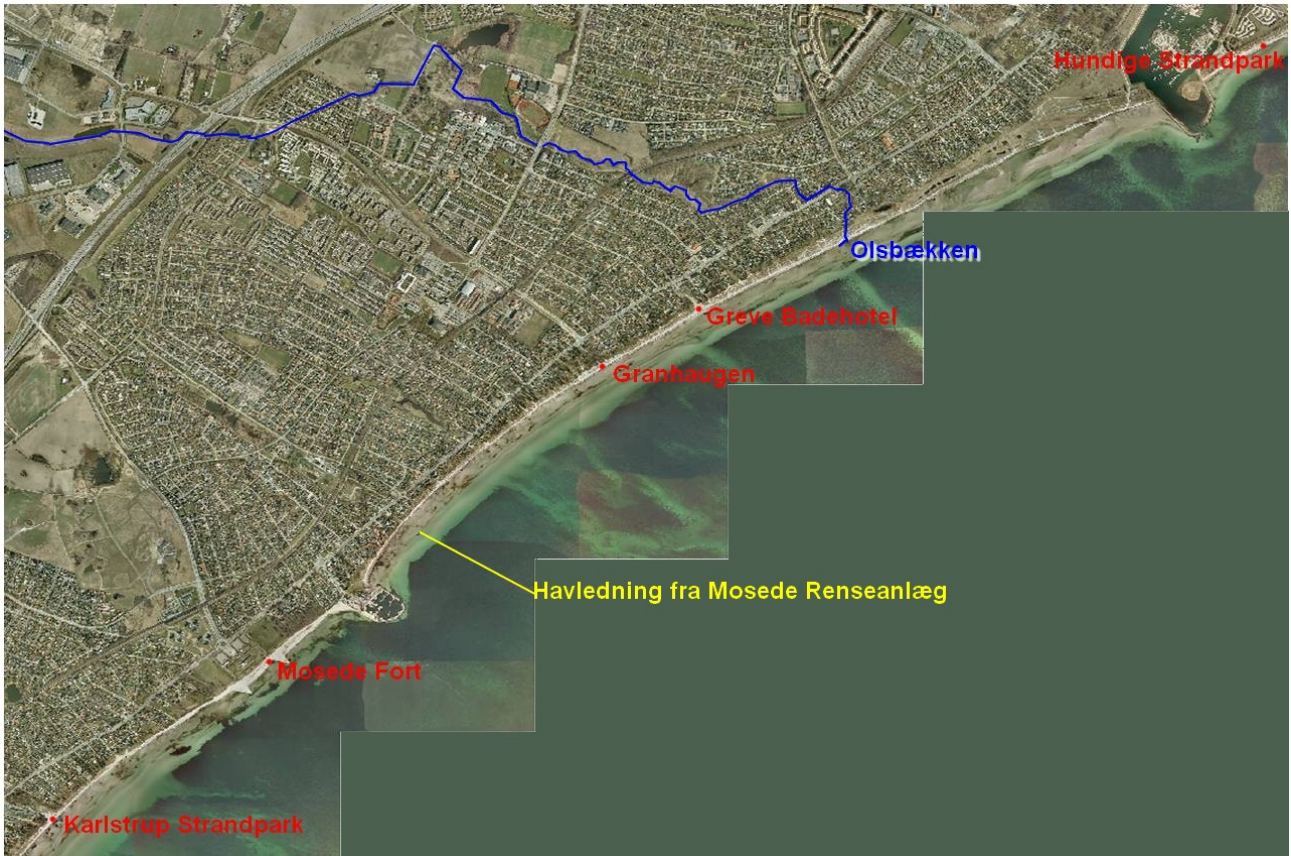 Hundige Strandpark
Olsbækken
Greve Badehotel
Granhaugen
Havledning fra Mosede Renseanlæg
Mosede Fort
Karlstrup Strandpark